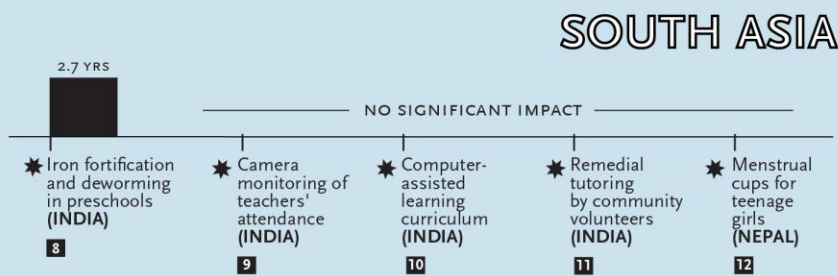 SOUTH ASIA
2.7 YRS
NO SIGNIFICANT IMPACT
Iron fortification
and deworming
in preschools
(INDIA)
8
Camera
monitoring of
teachers'
attendance
(INDIA)
9
Computer-
assisted
learning
curriculum
(INDIA)
10
Remedial
tutoring
by community
volunteers
(INDIA)
11
Menstrual
cups for
teenage
girls
(NEPAL)
12